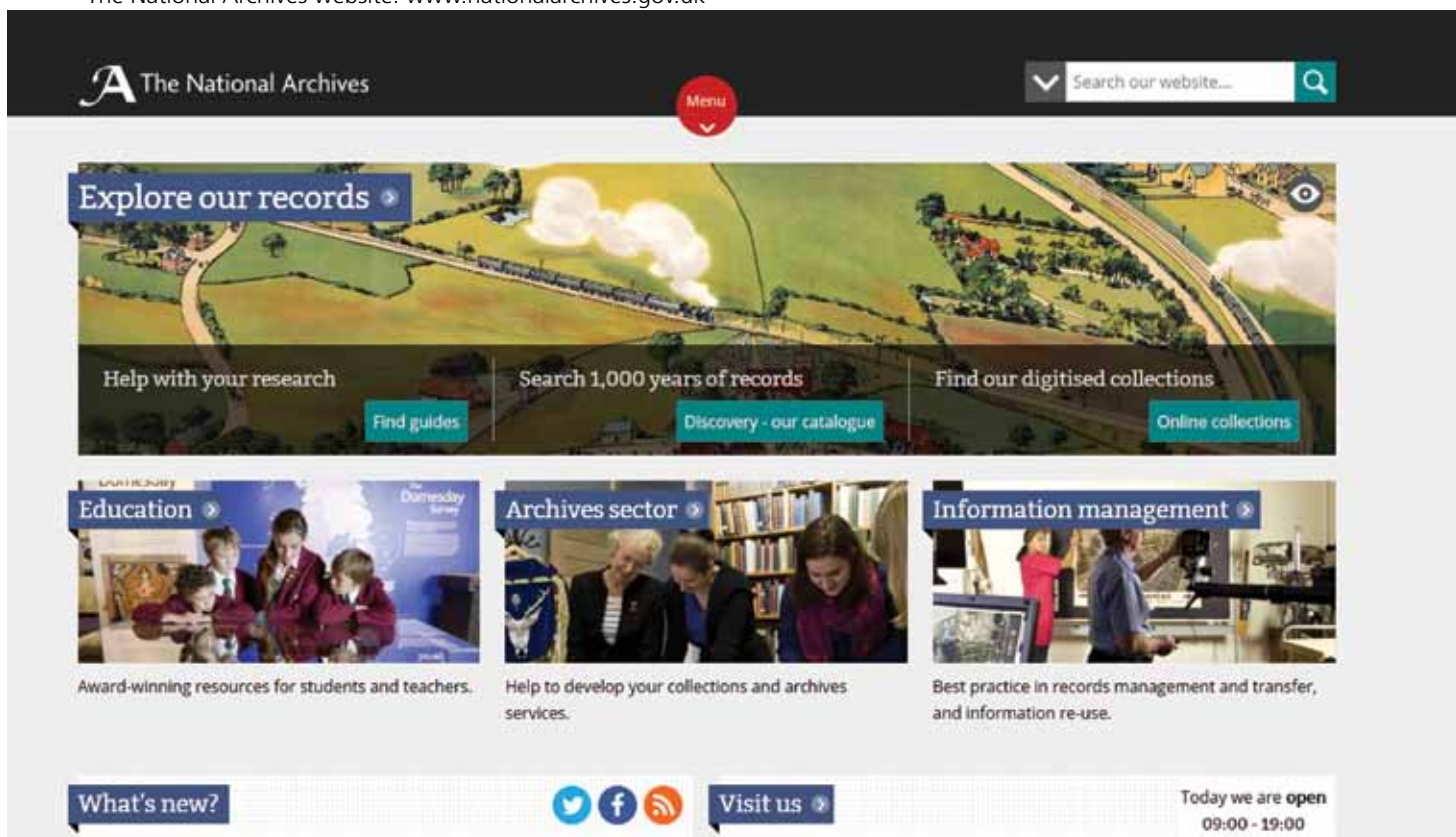 The National Archives website: www.nationalarchives.gov.uk
The National Archives
Menu
Search our website....
Explore our records
Help with your research
Find guides
Search 1,000 years of records
Discovery - our catalogue
Find our digitised collections
Online collections
Domesday
The
Domesday
Survey
Education
Archives sector
Information management
Award-winning resources for students and teachers.
Help to develop your collections and archives
services.
Best practice in records management and transfer,
and information re-use.
What's new?
Visit us
Today we are open
09:00 - 19:00